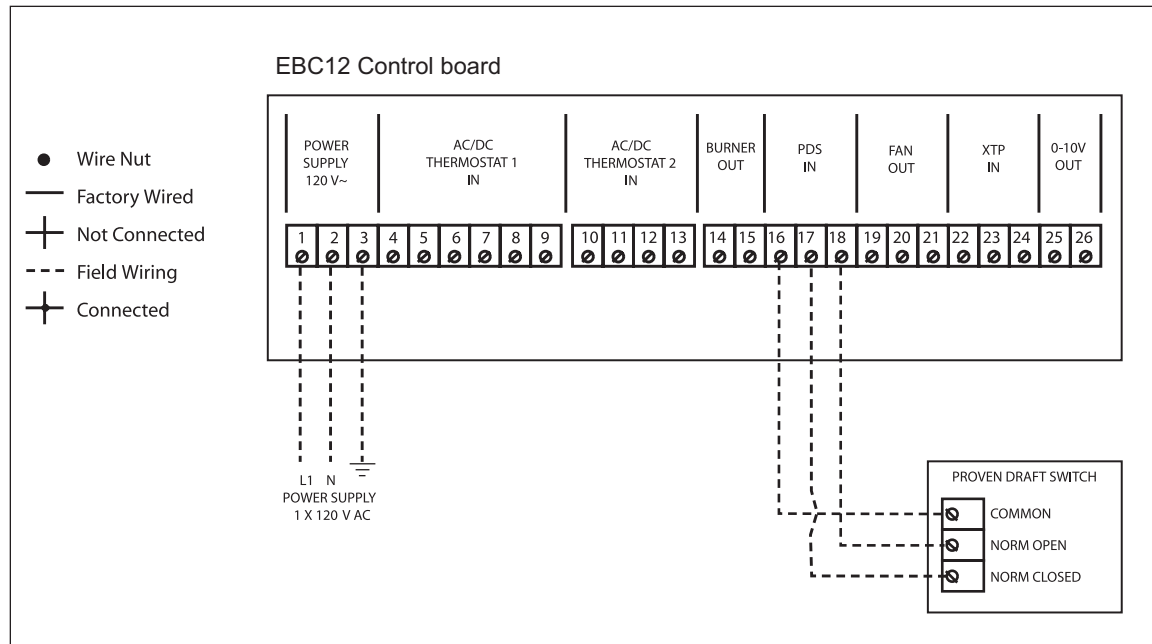 EBC12 Control board
Wire Nut
Factory Wired
Not Connected
Field Wiring
Connected
POWER
SUPPLY
120 V~
AC/DC
THERMOSTAT 1
IN
AC/DC
THERMOSTAT 2
IN
BURNER
OUT
PDS
IN
FAN
OUT
XTP
IN
0-10V
OUT
1 2 3 4 5 6 7 8 9 10 11 12 13 14 15 16 17 18 19 20 21 22 23 24 25 26
L1 N
POWER SUPPLY
1 X 120 V AC
PROVEN DRAFT SWITCH
COMMON
NORM OPEN
NORM CLOSED